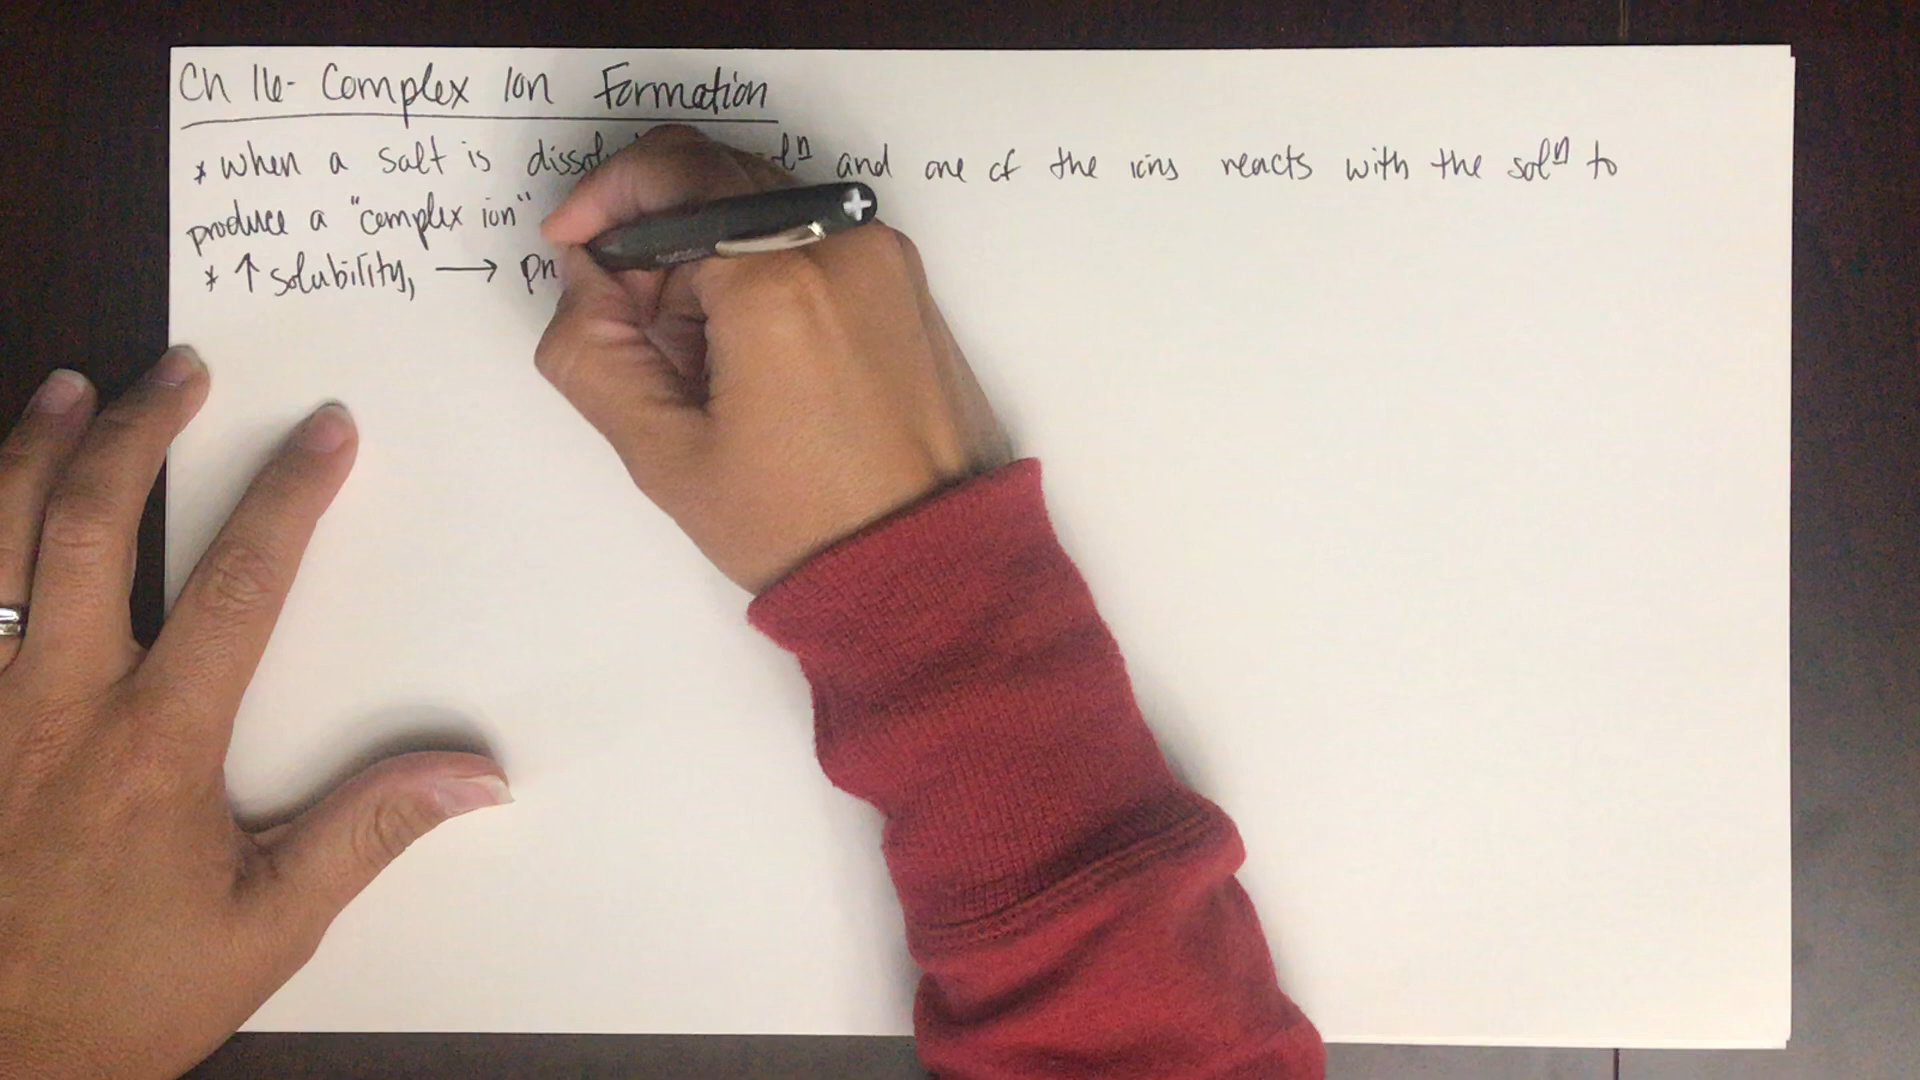 Ch 16- Complex Ion Formation
* When a salt is and one of the ions reacts with the solⁿ to
produce a "complex ion"
* ↑ solubility, → pr